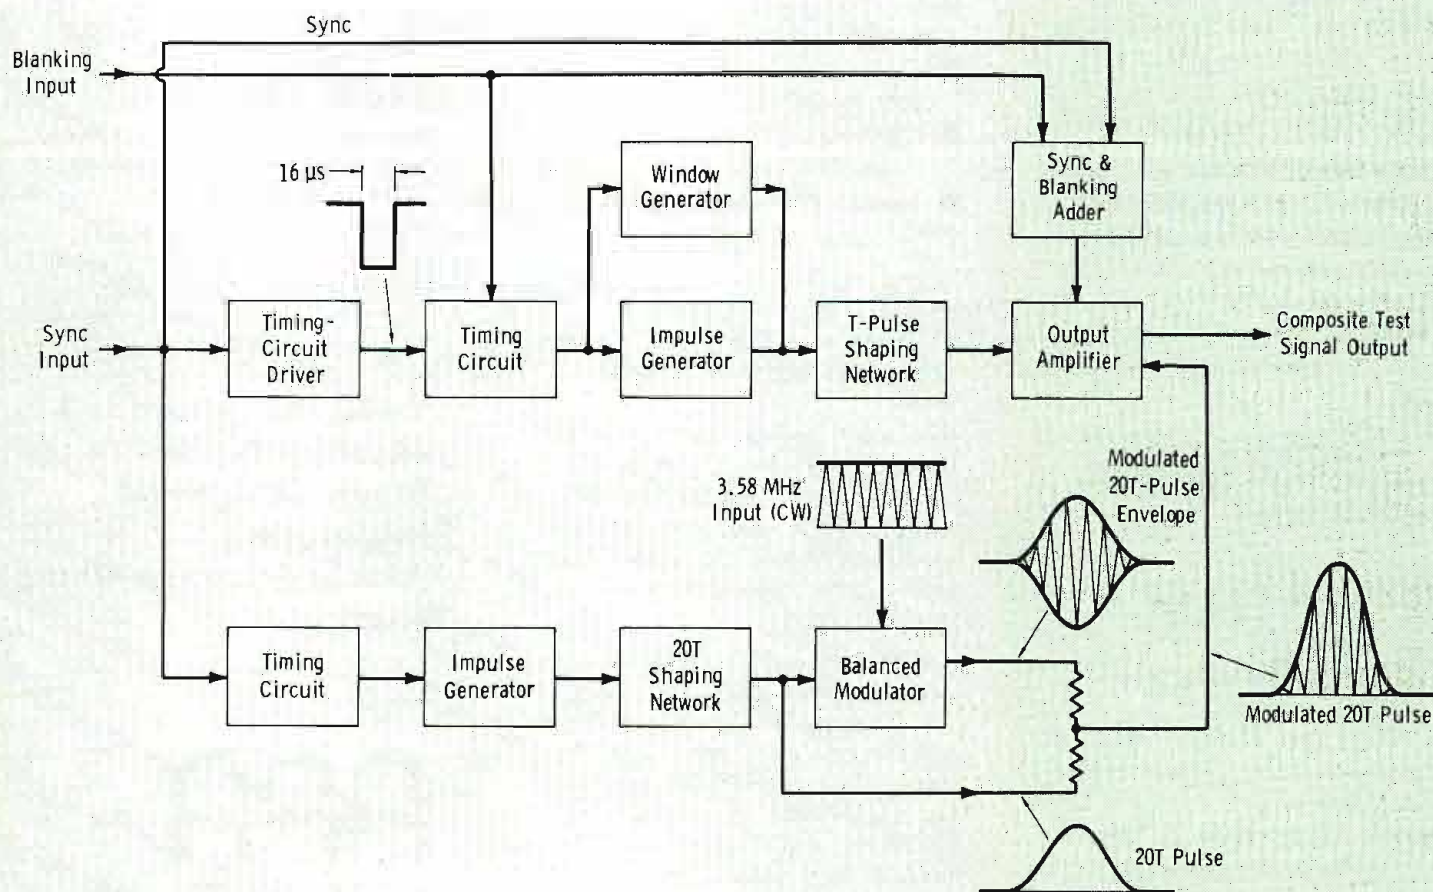 Sync
Blanking
Input
16 µs
Window
Generator
Sync &
Blanking
Adder
Sync
Input
Timing-
Circuit
Driver
Timing
Circuit
Impulse
Generator
T-Pulse
Shaping
Network
Output
Amplifier
Composite Test
Signal Output
3.58 MHz
Input (CW)
Modulated
20T-Pulse
Envelope
Timing
Circuit
Impulse
Generator
20T
Shaping
Network
Balanced
Modulator
Modulated 20T Pulse
20T Pulse